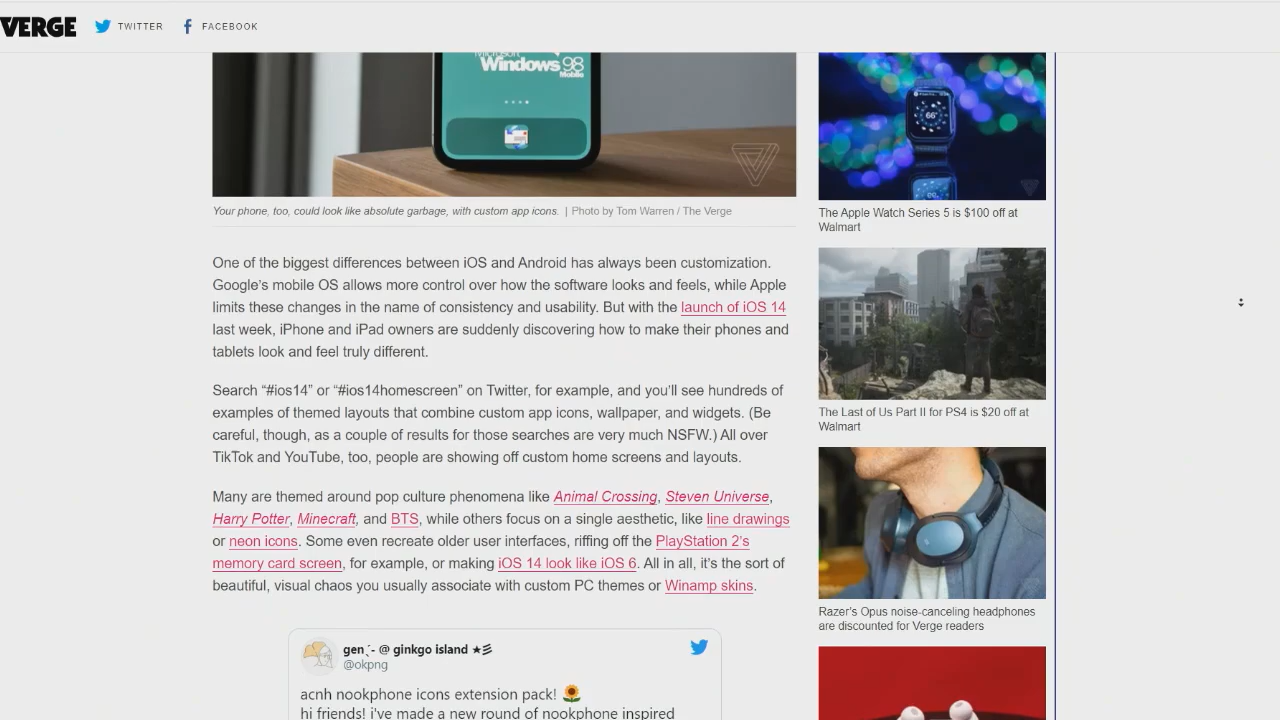 VERGE TWITTER FACEBOOK
Microsoft
Windows 98
Mobile
Your phone, too, could look like absolute garbage, with custom app icons. | Photo by Tom Warren / The Verge
One of the biggest differences between iOS and Android has always been customization.
Google's mobile OS allows more control over how the software looks and feels, while Apple
limits these changes in the name of consistency and usability. But with the launch of iOS 14
last week, iPhone and iPad owners are suddenly discovering how to make their phones and
tablets look and feel truly different.
Search “#ios14” or “#ios14homescreen” on Twitter, for example, and you’ll see hundreds of
examples of themed layouts that combine custom app icons, wallpaper, and widgets. (Be
careful, though, as a couple of results for those searches are very much NSFW.) All over
TikTok and YouTube, too, people are showing off custom home screens and layouts.
Many are themed around pop culture phenomena like Animal Crossing, Steven Universe,
Harry Potter, Minecraft, and BTS, while others focus on a single aesthetic, like line drawings
or neon icons. Some even recreate older user interfaces, riffing off the PlayStation 2’s
memory card screen, for example, or making iOS 14 look like iOS 6. All in all, it’s the sort of
beautiful, visual chaos you usually associate with custom PC themes or Winamp skins.
gen ˎˊ- @ ginkgo island ★彡
@okpng
acnh nookphone icons extension pack! 🌻
hi friends! i've made a new round of nookphone inspired
66°
The Apple Watch Series 5 is $100 off at
Walmart
The Last of Us Part II for PS4 is $20 off at
Walmart
Razer’s Opus noise-canceling headphones
are discounted for Verge readers